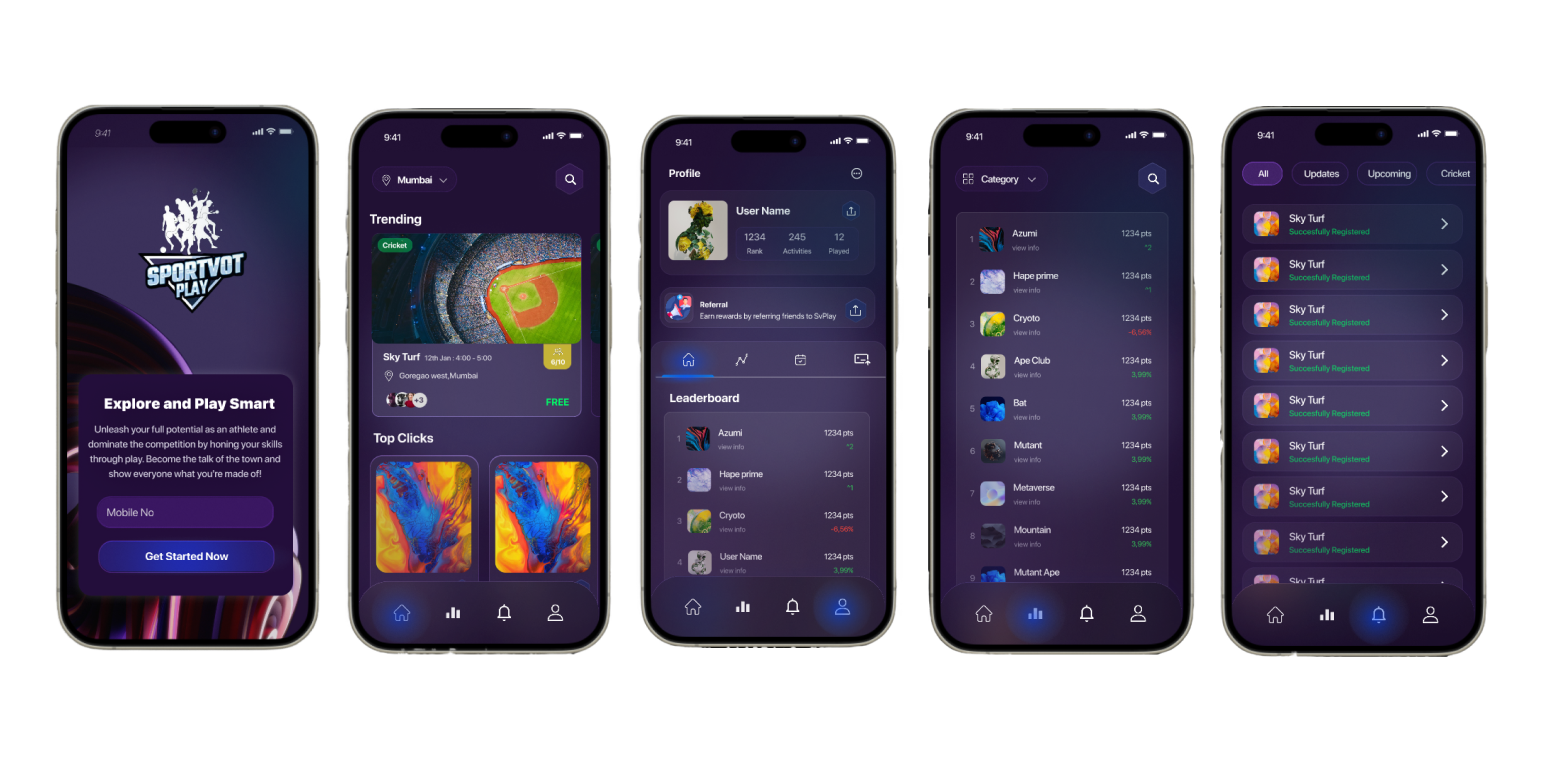 9:41
SPORTVOT
PLAY
Explore and Play Smart
Unleash your full potential as an athlete and
dominate the competition by honing your skills
through play. Become the talk of the town and
show everyone what you're made of!
Mobile No
Get Started Now
9:41
Mumbai
Trending
Cricket
Sky Turf 12th Jan : 4:00 - 5:00
6/10
Goregao west,Mumbai
+3
FREE
Top Clicks
9:41
Profile
User Name
1234 245 12
Rank Activities Played
Referral
Earn rewards by referring friends to SvPlay
Leaderboard
1 Azumi 1234 pts
view info ^2
2 Hape prime 1234 pts
view info ^1
3 Cryoto 1234 pts
view info -6,56%
4 User Name 1234 pts
view info 3,99%
9:41
Category
1 Azumi 1234 pts
view info ^2
2 Hape prime 1234 pts
view info ^1
3 Cryoto 1234 pts
view info -6,56%
4 Ape Club 1234 pts
view info 3,99%
5 Bat 1234 pts
view info 3,99%
6 Mutant 1234 pts
view info 3,99%
7 Metaverse 1234 pts
view info 3,99%
8 Mountain 1234 pts
view info 3,99%
9 Mutant Ape 1234 pts
9:41
All Updates Upcoming Cricket
Sky Turf
Succesfully Registered
Sky Turf
Succesfully Registered
Sky Turf
Succesfully Registered
Sky Turf
Succesfully Registered
Sky Turf
Succesfully Registered
Sky Turf
Succesfully Registered
Sky Turf
Succesfully Registered
Sky Turf
Succesfully Registered
Sky Turf